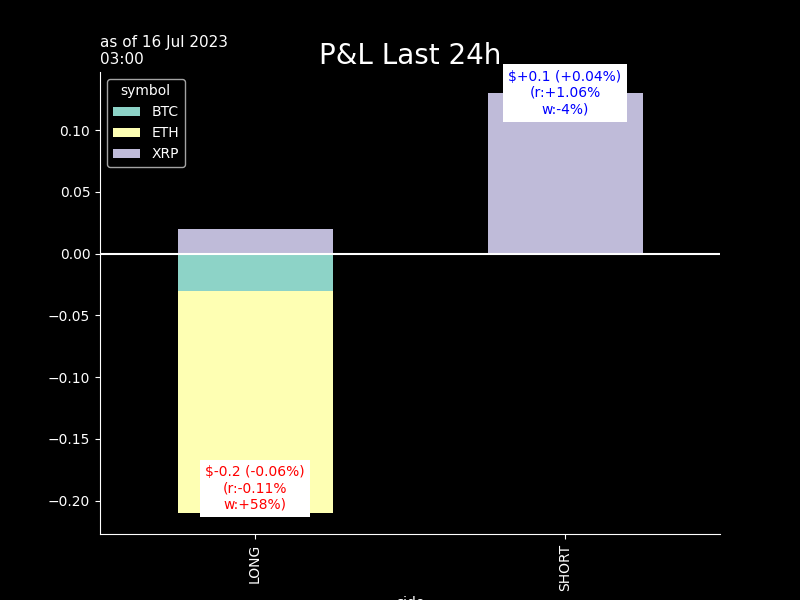 as of 16 Jul 2023
03:00
P&L Last 24h
symbol
BTC
ETH
XRP
$+0.1 (+0.04%)
(r:+1.06%
w:-4%)
0.10
0.05
0.00
−0.05
−0.10
−0.15
−0.20
$-0.2 (-0.06%)
(r:-0.11%
w:+58%)
LONG
SHORT